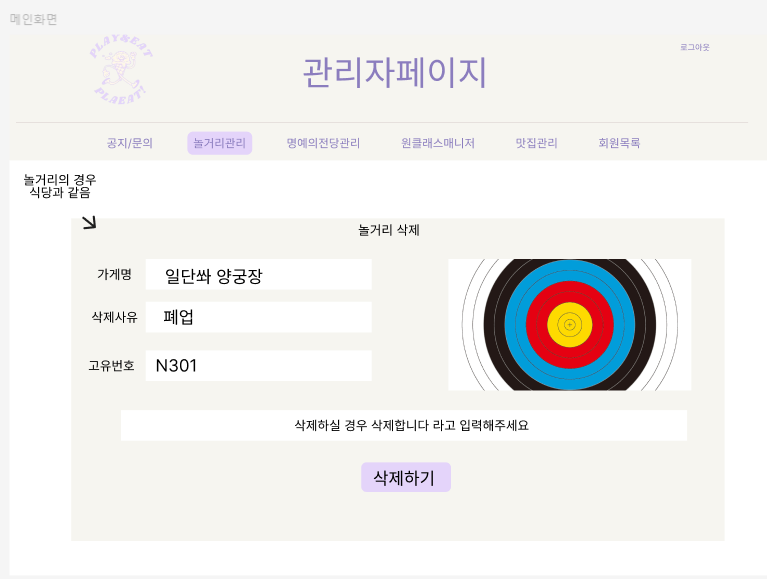 메인화면
PLAY&EAT
PLAEAT!
로그아웃
관리자페이지
공지/문의 놀거리관리 명예의전당관리 원클래스매니저 맛집관리 회원목록
놀거리의 경우
식당과 같음
놀거리 삭제
가게명 일단쏴 양궁장
삭제사유 폐업
고유번호 N301
삭제하실 경우 삭제합니다 라고 입력해주세요
삭제하기